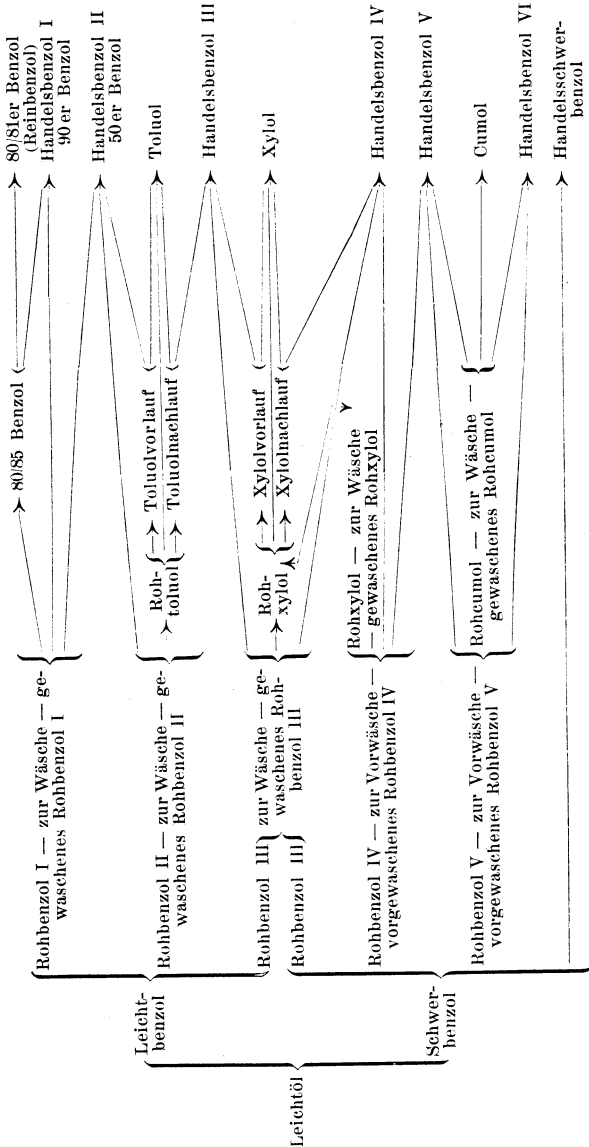 Leichtöl
Leicht-
benzol
Schwer-
benzol
Rohbenzol I — zur Wäsche — ge-
waschenes Rohbenzol I
Rohbenzol II — zur Wäsche — ge-
waschenes Rohbenzol II
Rohbenzol III
Rohbenzol III
zur Wäsche — ge-
waschenes Roh-
benzol III
Rohbenzol IV — zur Vorwäsche —
vorgewaschenes Rohbenzol IV
Rohbenzol V — zur Vorwäsche —
vorgewaschenes Rohbenzol V
80/85 Benzol
Roh-
toluol
Toluolvorlauf
Toluolnachlauf
Roh-
xylol
Xylolvorlauf
Xylolnachlauf
Rohxylol — zur Wäsche
— gewaschenes Rohxylol
Rohcumol — zur Wäsche —
gewaschenes Rohcumol
80/81er Benzol
(Reinbenzol)
Handelsbenzol I
90er Benzol
Handelsbenzol II
50er Benzol
Toluol
Handelsbenzol III
Xylol
Handelsbenzol IV
Handelsbenzol V
Cumol
Handelsbenzol VI
Handelsschwer-
benzol